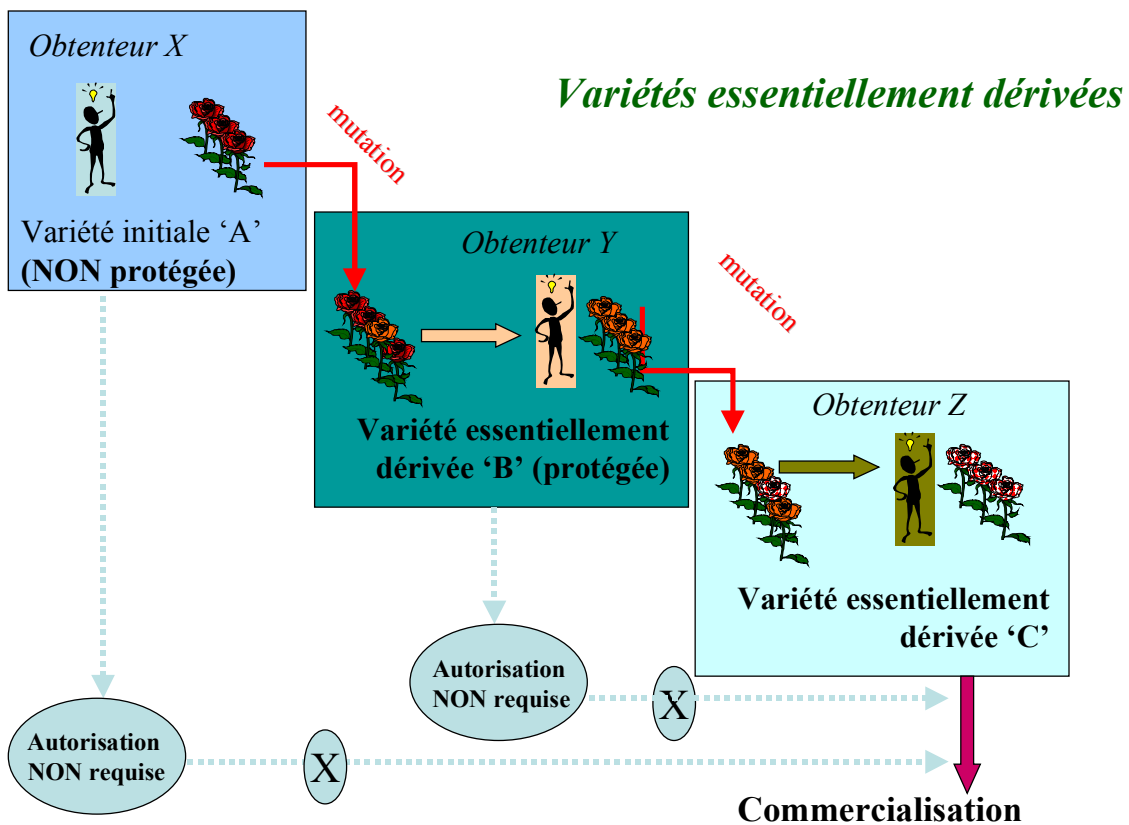 Obtenteur X
Variétés essentiellement dérivées
mutation
Variété initiale ‘A’
(NON protégée)
Obtenteur Y
mutation
Variété essentiellement
dérivée ‘B’ (protégée)
Obtenteur Z
Variété essentiellement
dérivée ‘C’
Autorisation
NON requise
X
Autorisation
NON requise
X
Commercialisation